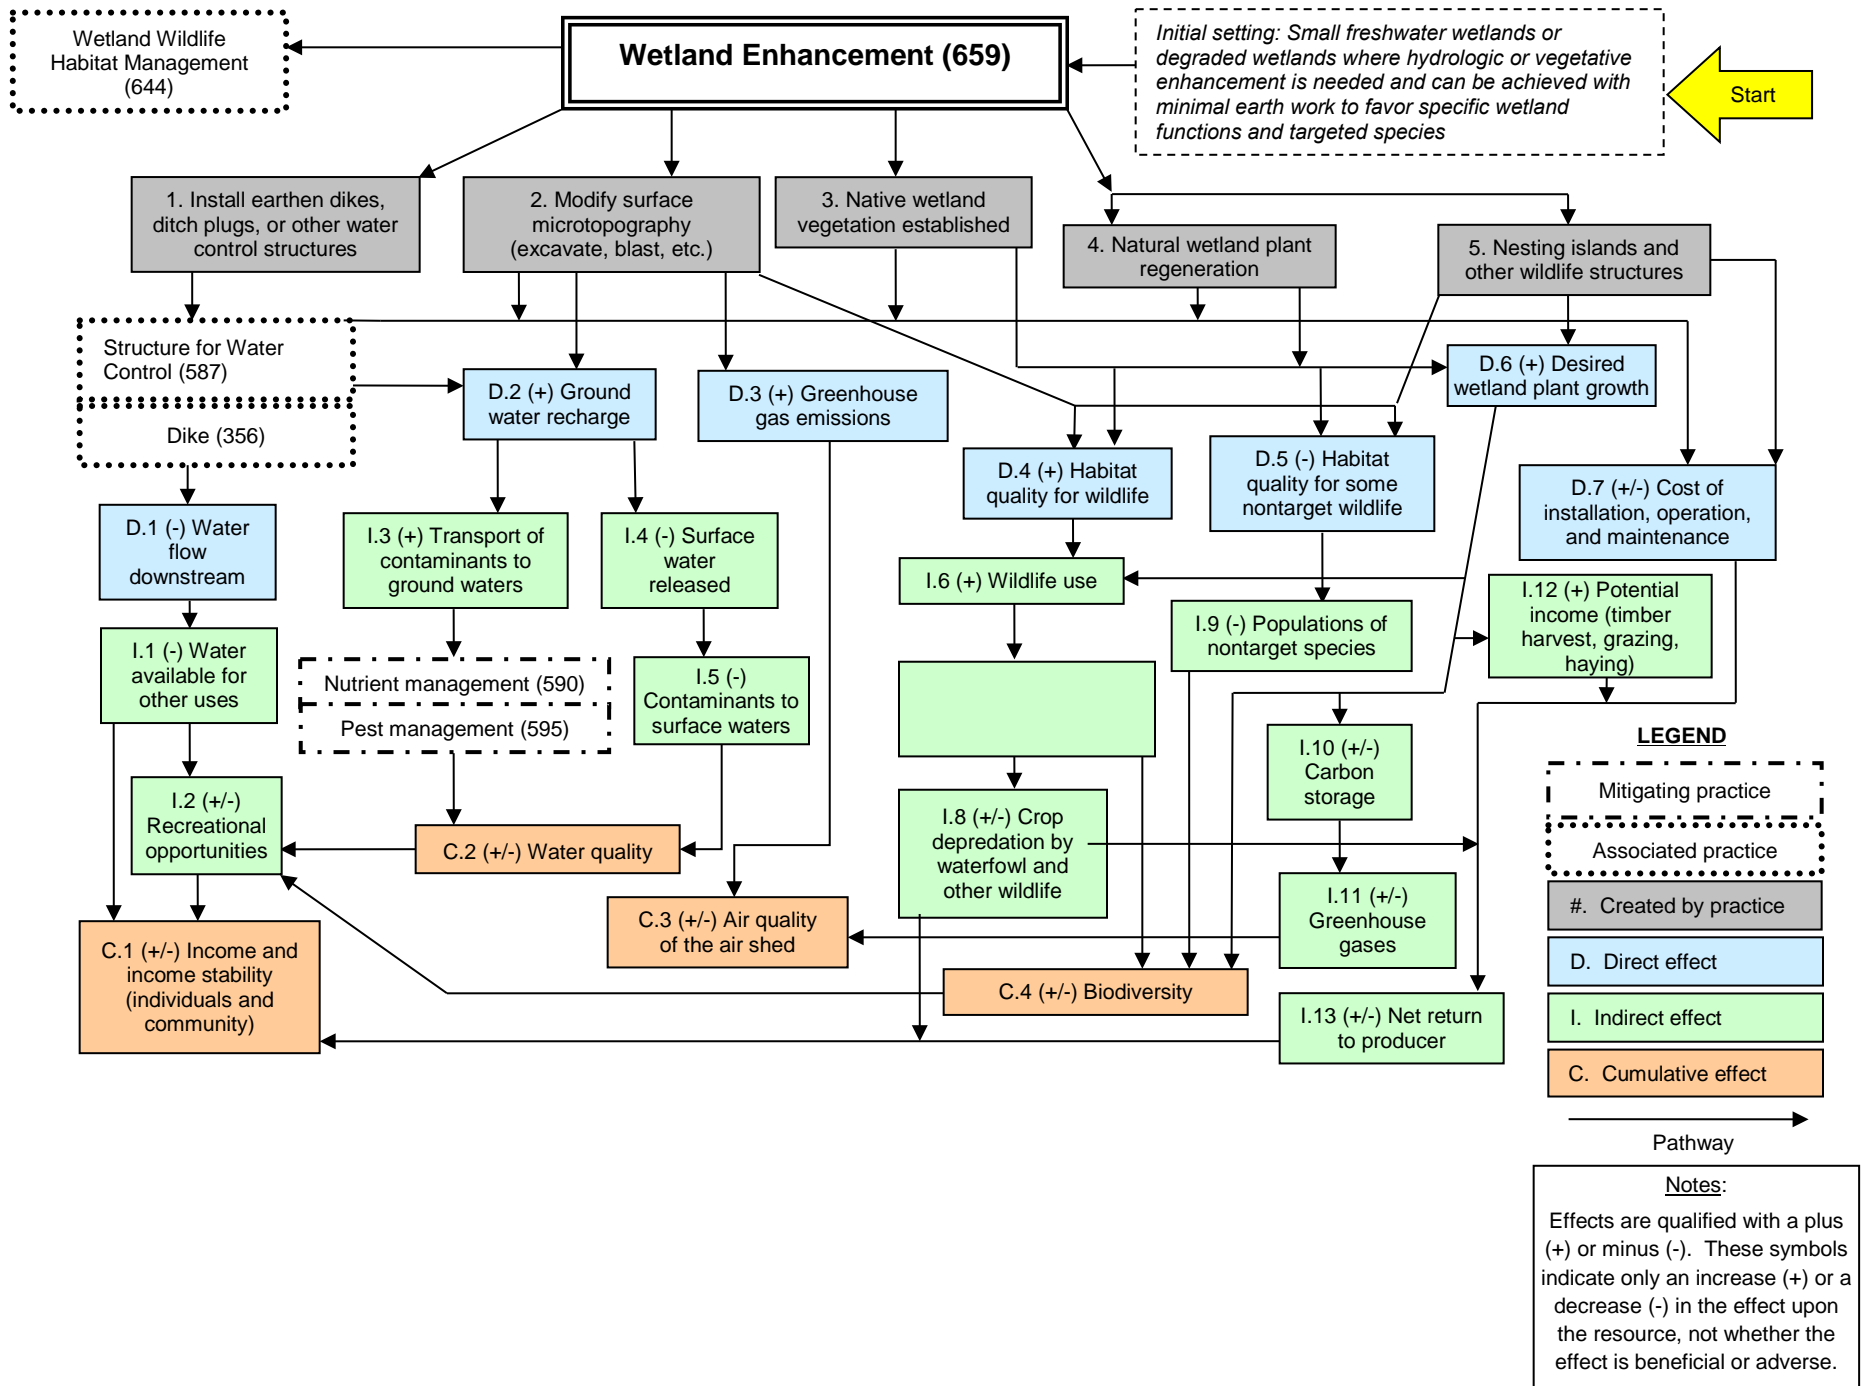 Wetland Wildlife
Habitat Management
(644)
Wetland Enhancement (659)
Initial setting: Small freshwater wetlands or
degraded wetlands where hydrologic or vegetative
enhancement is needed and can be achieved with
minimal earth work to favor specific wetland
functions and targeted species
Start
1. Install earthen dikes,
ditch plugs, or other water
control structures
2. Modify surface
microtopography
(excavate, blast, etc.)
3. Native wetland
vegetation established
4. Natural wetland plant
regeneration
5. Nesting islands and
other wildlife structures
Structure for Water
Control (587)
Dike (356)
D.2 (+) Ground
water recharge
D.3 (+) Greenhouse
gas emissions
D.6 (+) Desired
wetland plant growth
D.4 (+) Habitat
quality for wildlife
D.5 (-) Habitat
quality for some
nontarget wildlife
D.7 (+/-) Cost of
installation, operation,
and maintenance
D.1 (-) Water
flow
downstream
I.3 (+) Transport of
contaminants to
ground waters
I.4 (-) Surface
water
released
I.6 (+) Wildlife use
I.12 (+) Potential
income (timber
harvest, grazing,
haying)
I.9 (-) Populations of
nontarget species
I.1 (-) Water
available for
other uses
Nutrient management (590)
Pest management (595)
I.5 (-)
Contaminants to
surface waters
I.10 (+/-)
Carbon
storage
I.2 (+/-)
Recreational
opportunities
C.2 (+/-) Water quality
I.8 (+/-) Crop
depredation by
waterfowl and
other wildlife
I.11 (+/-)
Greenhouse
gases
C.3 (+/-) Air quality
of the air shed
C.1 (+/-) Income and
income stability
(individuals and
community)
C.4 (+/-) Biodiversity
I.13 (+/-) Net return
to producer
LEGEND
Mitigating practice
Associated practice
#. Created by practice
D. Direct effect
I. Indirect effect
C. Cumulative effect
Pathway
Notes:
Effects are qualified with a plus
(+) or minus (-). These symbols
indicate only an increase (+) or a
decrease (-) in the effect upon
the resource, not whether the
effect is beneficial or adverse.